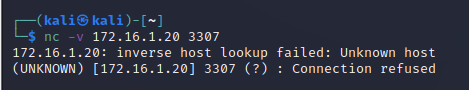 ┌──(kali㉿kali)-[~]
└─$ nc -v 172.16.1.20 3307
172.16.1.20: inverse host lookup failed: Unknown host
(UNKNOWN) [172.16.1.20] 3307 (?) : Connection refused